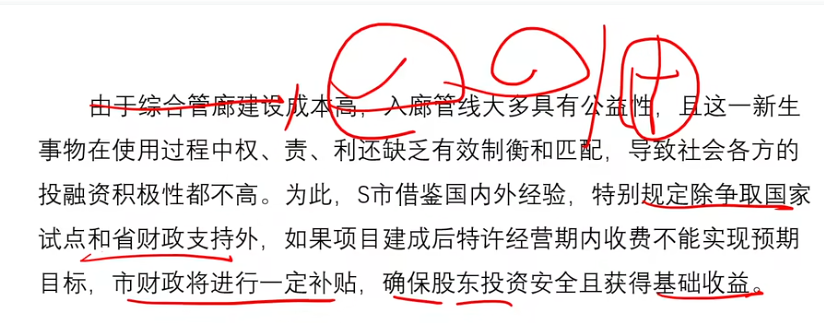 由于综合管廊建设成本高，入廊管线大多具有公益性，且这一新生
事物在使用过程中权、责、利还缺乏有效制衡和匹配，导致社会各方的
投融资积极性都不高。为此，S市借鉴国内外经验，特别规定除争取国家
试点和省财政支持外，如果项目建成后特许经营期内收费不能实现预期
目标，市财政将进行一定补贴，确保股东投资安全且获得基础收益。